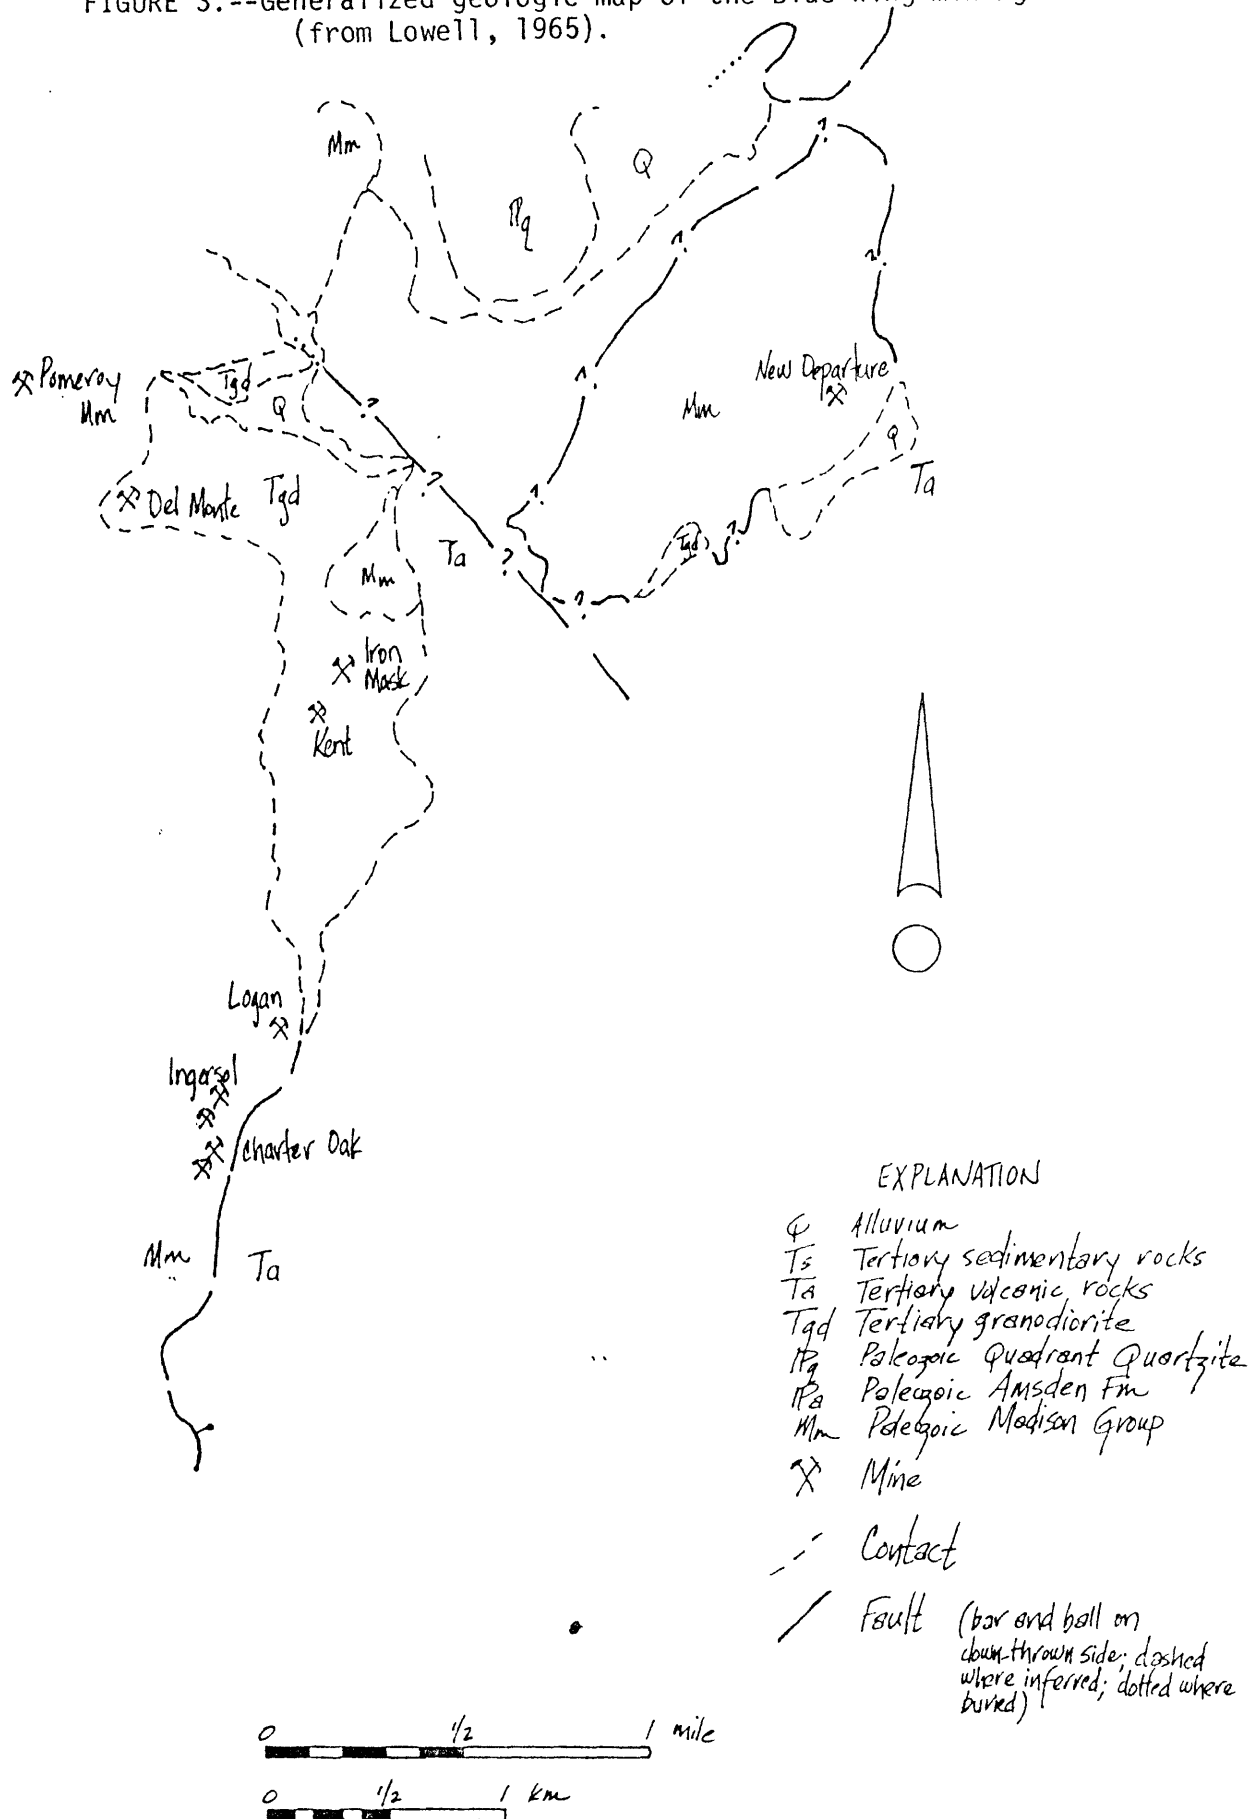 FIGURE 3.--Generalized geologic map of the Blue Wing
(from Lowell, 1965).
Mm
Q
ℙq
?
?
?
Pomeroy
Mm
Tgd
Q
?
?
New Departure
Mm
Q
Ta
Del Monte
Tgd
?
?
Ta
?
Tgd
?
Mm
?
Iron
Mask
Kent
Logan
Ingersol
Charter Oak
Mm
Ta
EXPLANATION
Q Alluvium
Ts Tertiary sedimentary rocks
Ta Tertiary volcanic rocks
Tgd Tertiary granodiorite
ℙq Paleozoic Quadrant Quartzite
ℙa Paleozoic Amsden Fm
Mm Paleozoic Madison Group
Mine
Contact
Fault (bar and ball on
down-thrown side; dashed
where inferred; dotted where
buried)
0 1/2 1 mile
0 1/2 1 km